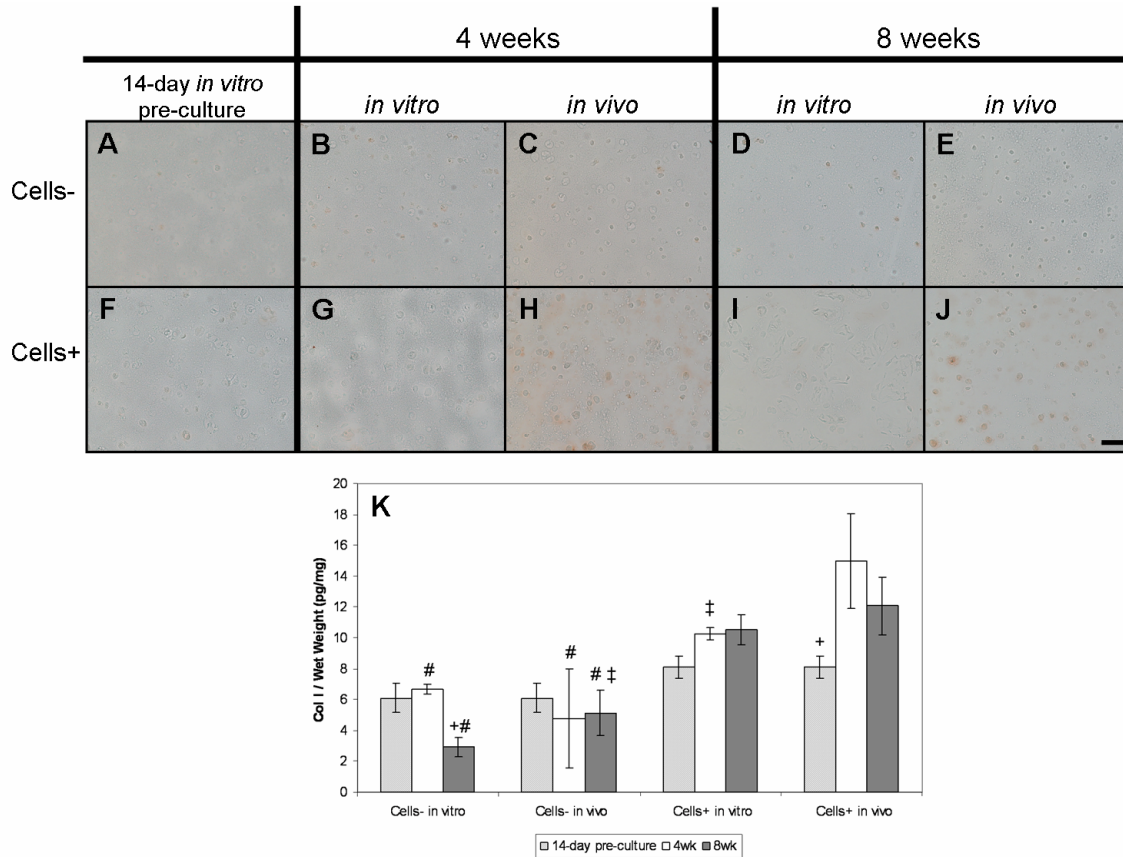 4 weeks 8 weeks
14-day in vitro
pre-culture
in vitro in vivo in vitro in vivo
Cells-
A B C D E
Cells+
F G H I J
K
Col I / Wet Weight (pg/mg)
20
18
16
14
12
10
8
6
4
2
0
#
+#
#
# ‡
‡
+
Cells- in vitro Cells- in vivo Cells+ in vitro Cells+ in vivo
14-day pre-culture 4wk 8wk